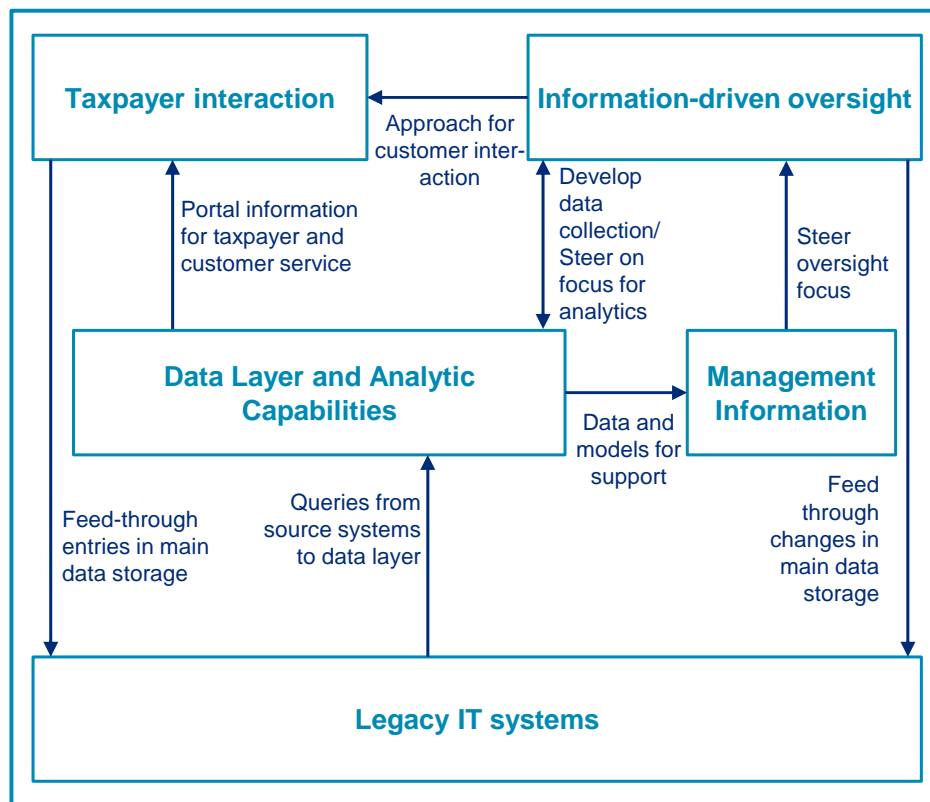 Taxpayer interaction
Information-driven oversight
Approach for
customer inter-
action
Portal information
for taxpayer and
customer service
Develop
data
collection/
Steer on
focus for
analytics
Steer
oversight
focus
Data Layer and Analytic
Capabilities
Management
Information
Data and
models for
support
Feed-through
entries in main
data storage
Queries from
source systems
to data layer
Feed
through
changes in
main data
storage
Legacy IT systems